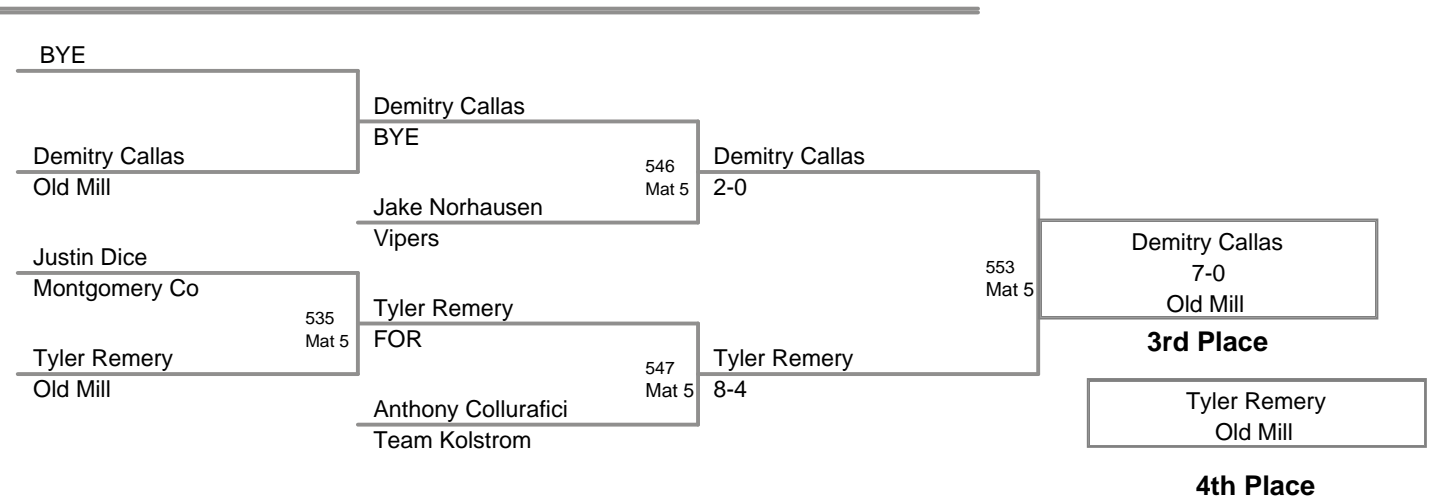 BYE
Demitry Callas
Old Mill
Justin Dice
Montgomery Co
535
Mat 5
Tyler Remery
Old Mill
Demitry Callas
BYE
546
Mat 5
Jake Norhausen
Vipers
Tyler Remery
FOR
547
Mat 5
Anthony Collurafici
Team Kolstrom
Demitry Callas
2-0
553
Mat 5
Tyler Remery
8-4
Demitry Callas
7-0
Old Mill
3rd Place
Tyler Remery
Old Mill
4th Place